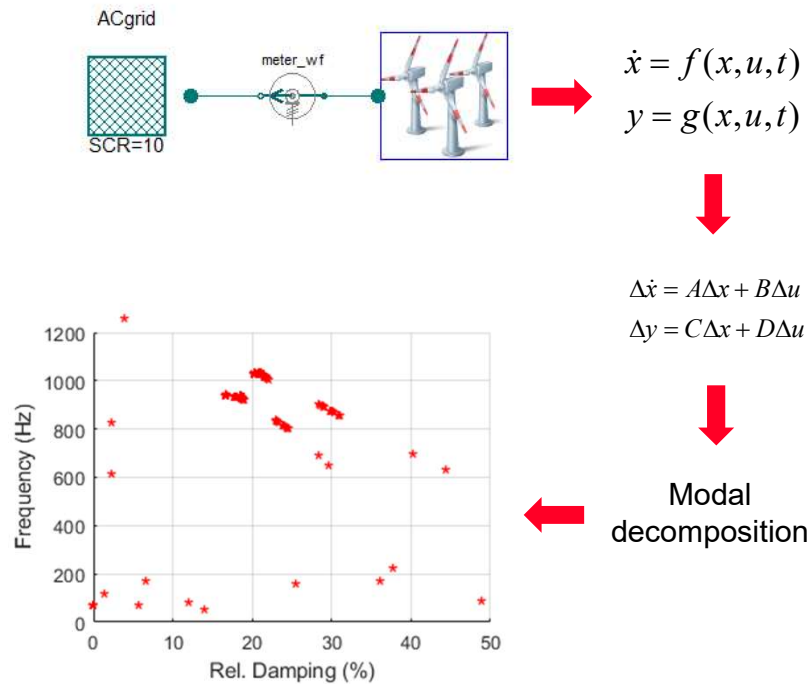 ACgrid
meter_wf
SCR=10
ẋ = f(x,u,t)
y = g(x,u,t)
Δẋ = AΔx + BΔu
Δy = CΔx + DΔu
Modal
decomposition
1200
1000
800
600
400
200
0
Frequency (Hz)
0 10 20 30 40 50
Rel. Damping (%)